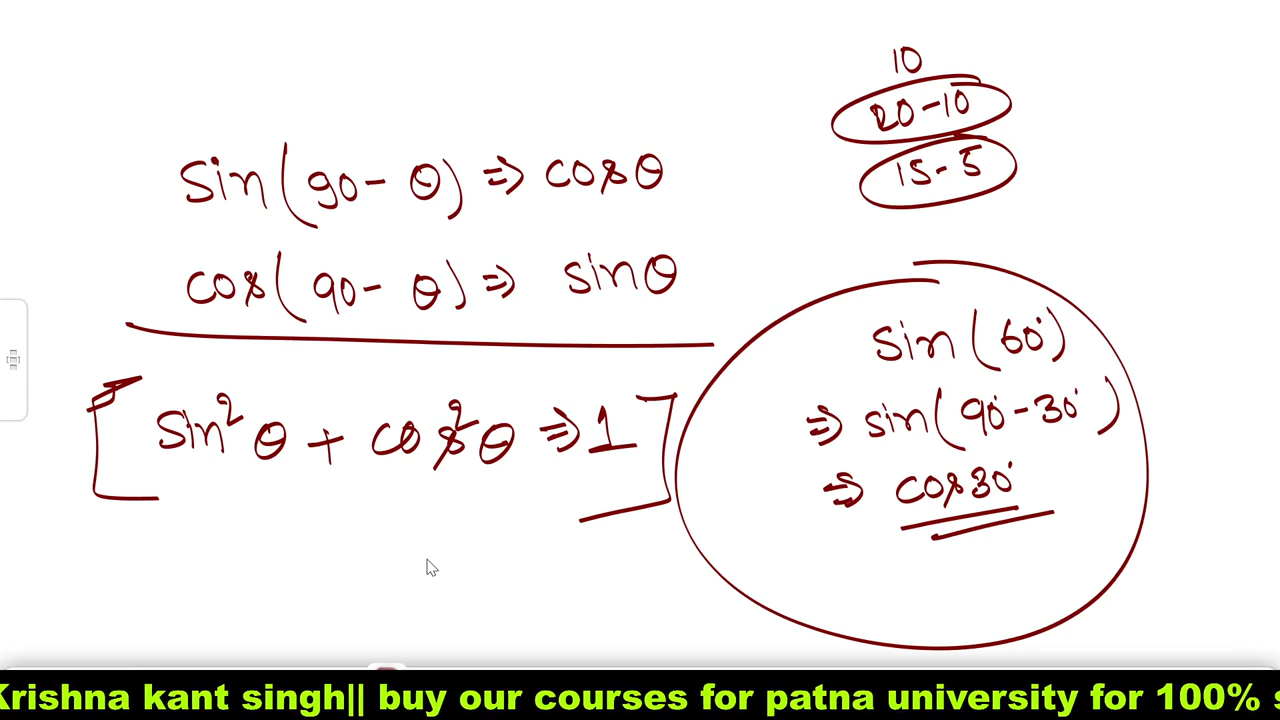 10
20-10
15-5
sin(90-θ) ⇒ cosθ
cos(90-θ) ⇒ sinθ
sin²θ + cos²θ ⇒ 1
sin(60°)
⇒ sin(90°-30°)
⇒ cos30°
Krishna kant singh|| buy our courses for patna university for 100% s